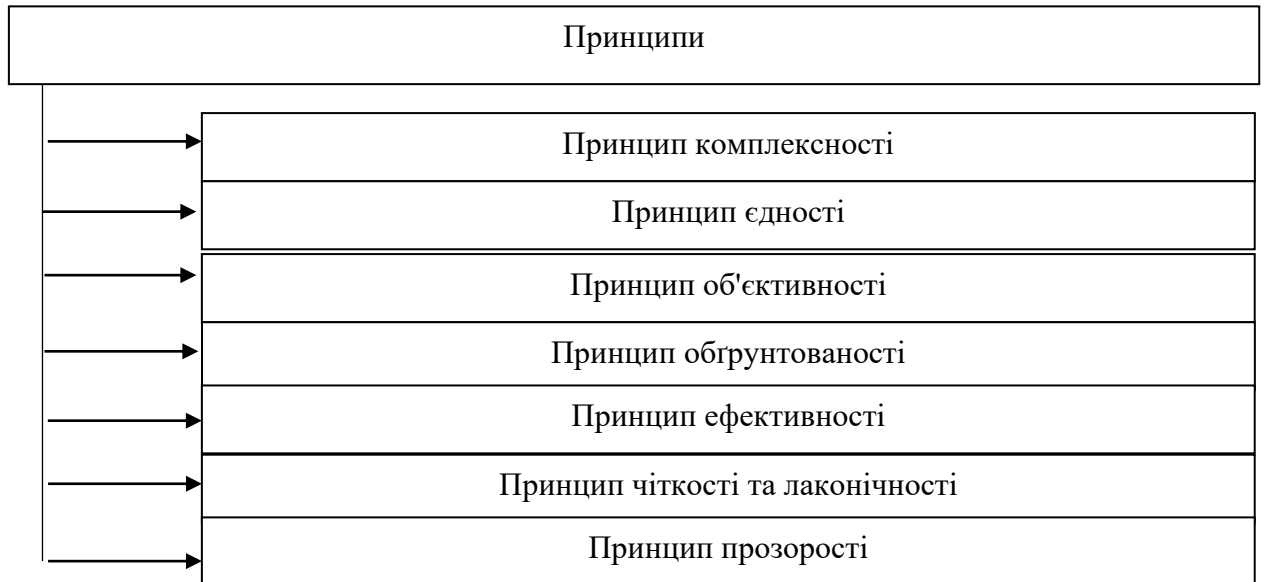 Принципи
Принцип комплексності
Принцип єдності
Принцип об'єктивності
Принцип обґрунтованості
Принцип ефективності
Принцип чіткості та лаконічності
Принцип прозорості